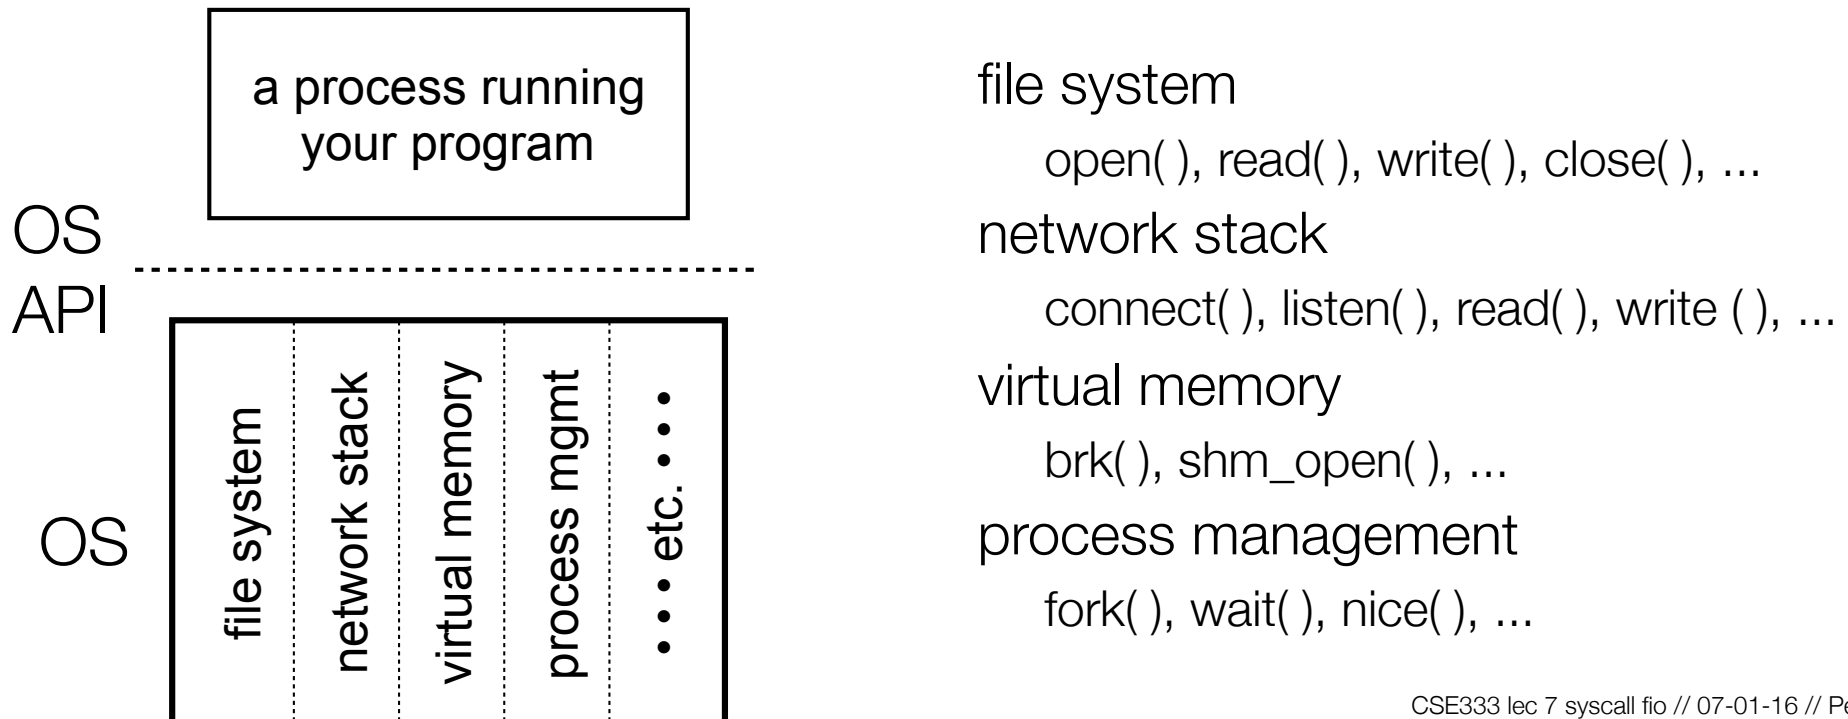 a process running
your program
OS
API
OS
file system
network stack
virtual memory
process mgmt
• • • etc. • • •
file system
open( ), read( ), write( ), close( ), ...
network stack
connect( ), listen( ), read( ), write ( ), ...
virtual memory
brk( ), shm_open( ), ...
process management
fork( ), wait( ), nice( ), ...
CSE333 lec 7 syscall fio // 07-01-16 //